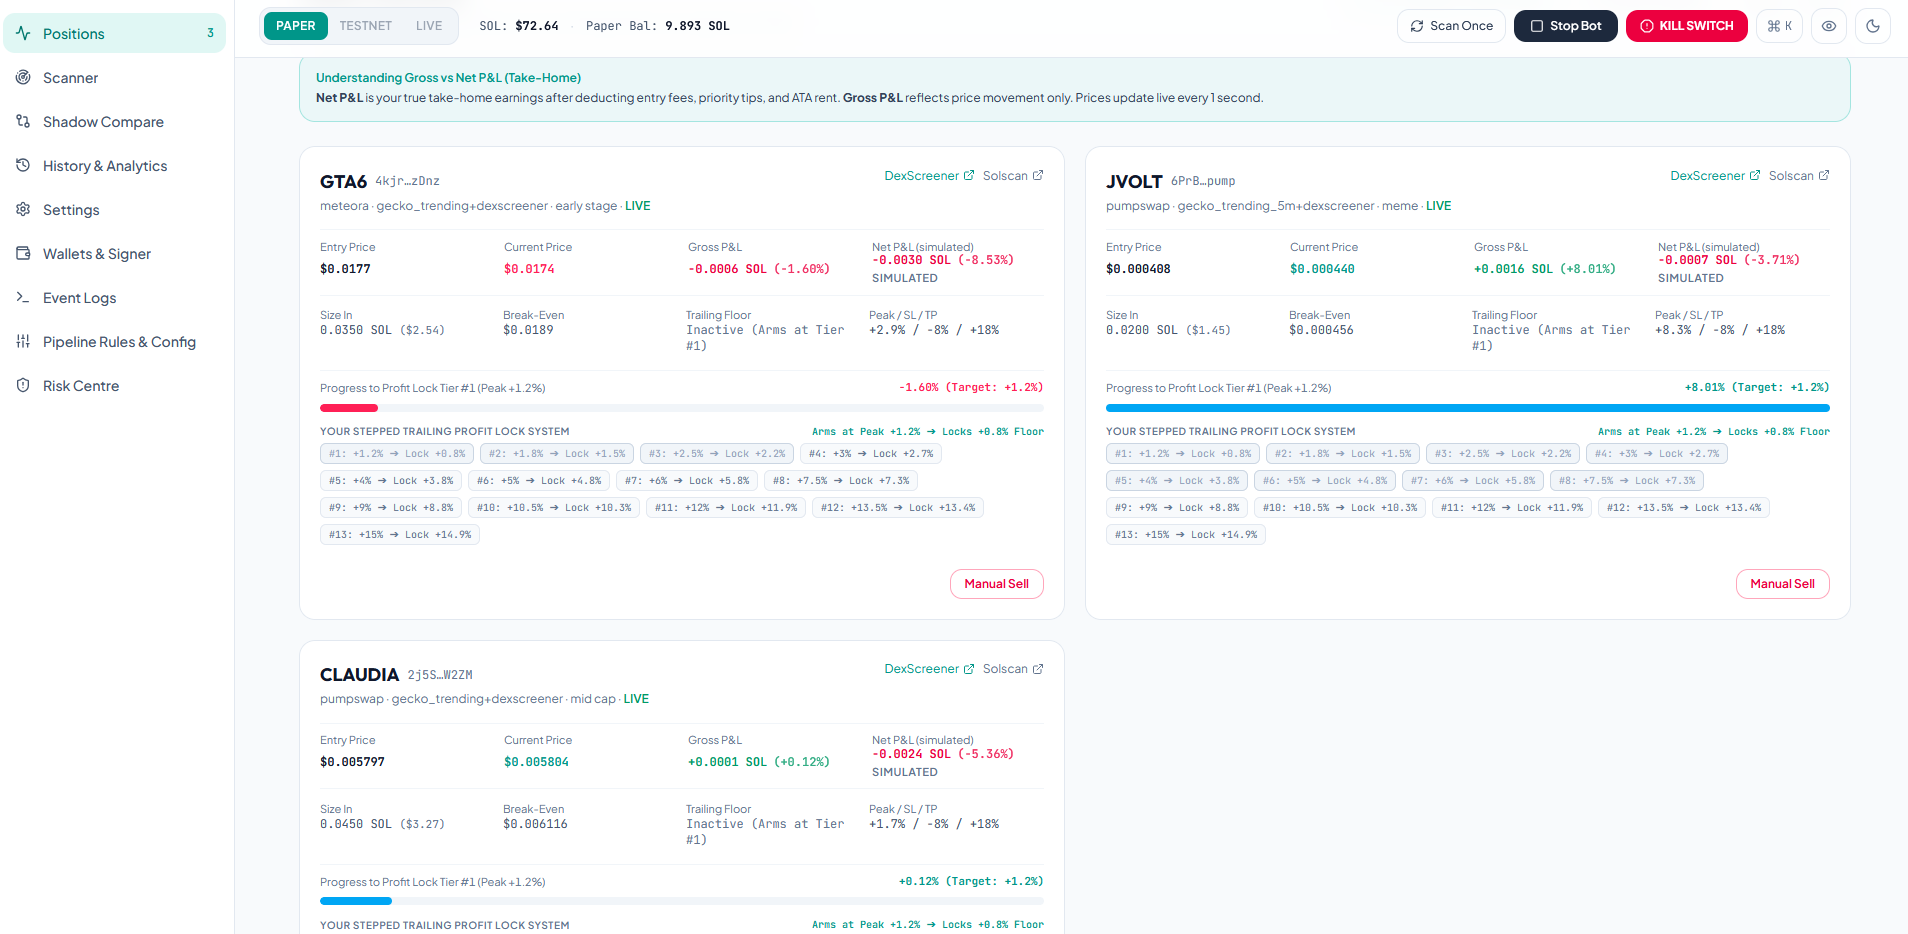 Positions 3
Scanner
Shadow Compare
History & Analytics
Settings
Wallets & Signer
Event Logs
Pipeline Rules & Config
Risk Centre
PAPER TESTNET LIVE SOL: $72.64 · Paper Bal: 9.893 SOL Scan Once Stop Bot KILL SWITCH ⌘ K
Understanding Gross vs Net P&L (Take-Home)
Net P&L is your true take-home earnings after deducting entry fees, priority tips, and ATA rent. Gross P&L reflects price movement only. Prices update live every 1 second.
GTA6 4kjr…zDnz DexScreener Solscan
meteora · gecko_trending+dexscreener · early stage · LIVE
Entry Price Current Price Gross P&L Net P&L (simulated)
$0.0177 $0.0174 -0.0006 SOL (-1.60%) -0.0030 SOL (-8.53%)
SIMULATED
Size In Break-Even Trailing Floor Peak / SL / TP
0.0350 SOL ($2.54) $0.0189 Inactive (Arms at Tier #1) +2.9% / -8% / +18%
Progress to Profit Lock Tier #1 (Peak +1.2%) -1.60% (Target: +1.2%)
YOUR STEPPED TRAILING PROFIT LOCK SYSTEM Arms at Peak +1.2% → Locks +0.8% Floor
#1: +1.2% → Lock +0.8% #2: +1.8% → Lock +1.5% #3: +2.5% → Lock +2.2% #4: +3% → Lock +2.7%
#5: +4% → Lock +3.8% #6: +5% → Lock +4.8% #7: +6% → Lock +5.8% #8: +7.5% → Lock +7.3%
#9: +9% → Lock +8.8% #10: +10.5% → Lock +10.3% #11: +12% → Lock +11.9% #12: +13.5% → Lock +13.4%
#13: +15% → Lock +14.9%
Manual Sell
JVOLT 6PrB…pump DexScreener Solscan
pumpswap · gecko_trending_5m+dexscreener · meme · LIVE
Entry Price Current Price Gross P&L Net P&L (simulated)
$0.000408 $0.000440 +0.0016 SOL (+8.01%) -0.0007 SOL (-3.71%)
SIMULATED
Size In Break-Even Trailing Floor Peak / SL / TP
0.0200 SOL ($1.45) $0.000456 Inactive (Arms at Tier #1) +8.3% / -8% / +18%
Progress to Profit Lock Tier #1 (Peak +1.2%) +8.01% (Target: +1.2%)
YOUR STEPPED TRAILING PROFIT LOCK SYSTEM Arms at Peak +1.2% → Locks +0.8% Floor
#1: +1.2% → Lock +0.8% #2: +1.8% → Lock +1.5% #3: +2.5% → Lock +2.2% #4: +3% → Lock +2.7%
#5: +4% → Lock +3.8% #6: +5% → Lock +4.8% #7: +6% → Lock +5.8% #8: +7.5% → Lock +7.3%
#9: +9% → Lock +8.8% #10: +10.5% → Lock +10.3% #11: +12% → Lock +11.9% #12: +13.5% → Lock +13.4%
#13: +15% → Lock +14.9%
Manual Sell
CLAUDIA 2j5S…W2ZM DexScreener Solscan
pumpswap · gecko_trending+dexscreener · mid cap · LIVE
Entry Price Current Price Gross P&L Net P&L (simulated)
$0.005797 $0.005804 +0.0001 SOL (+0.12%) -0.0024 SOL (-5.36%)
SIMULATED
Size In Break-Even Trailing Floor Peak / SL / TP
0.0450 SOL ($3.27) $0.006116 Inactive (Arms at Tier #1) +1.7% / -8% / +18%
Progress to Profit Lock Tier #1 (Peak +1.2%) +0.12% (Target: +1.2%)
YOUR STEPPED TRAILING PROFIT LOCK SYSTEM Arms at Peak +1.2% → Locks +0.8% Floor